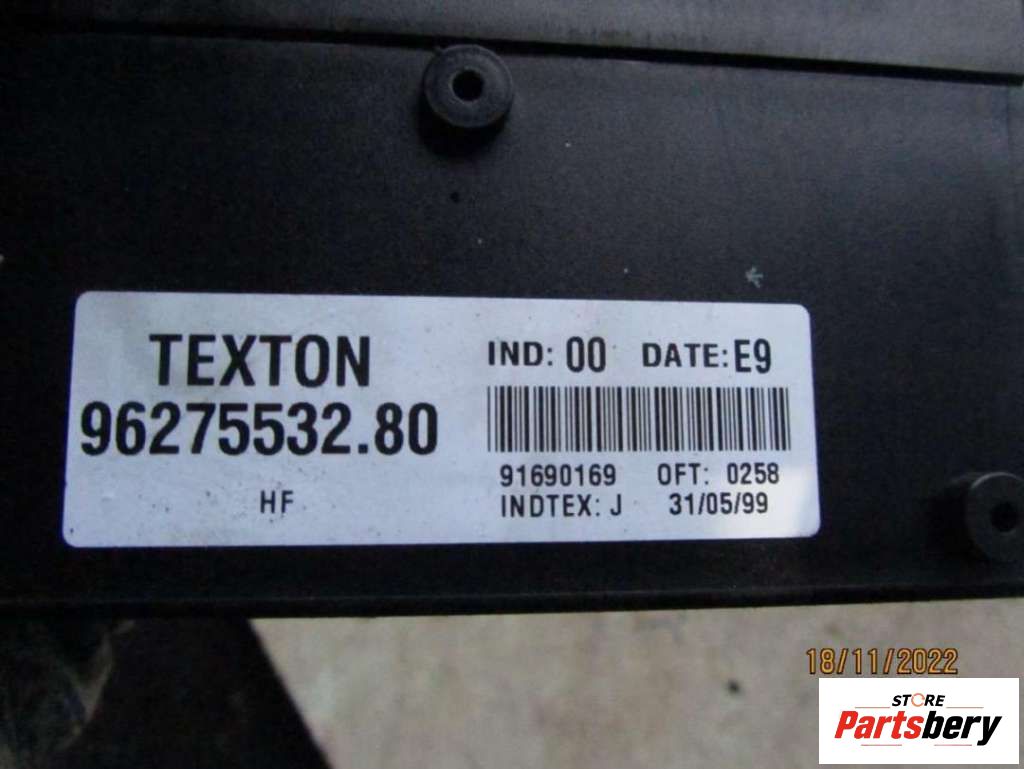 TEXTON
96275532.80
HF
IND: 00 DATE: E9
91690169 OFT: 0258
INDTEX: J 31/05/99
18/11/2022
STORE
Partsbery